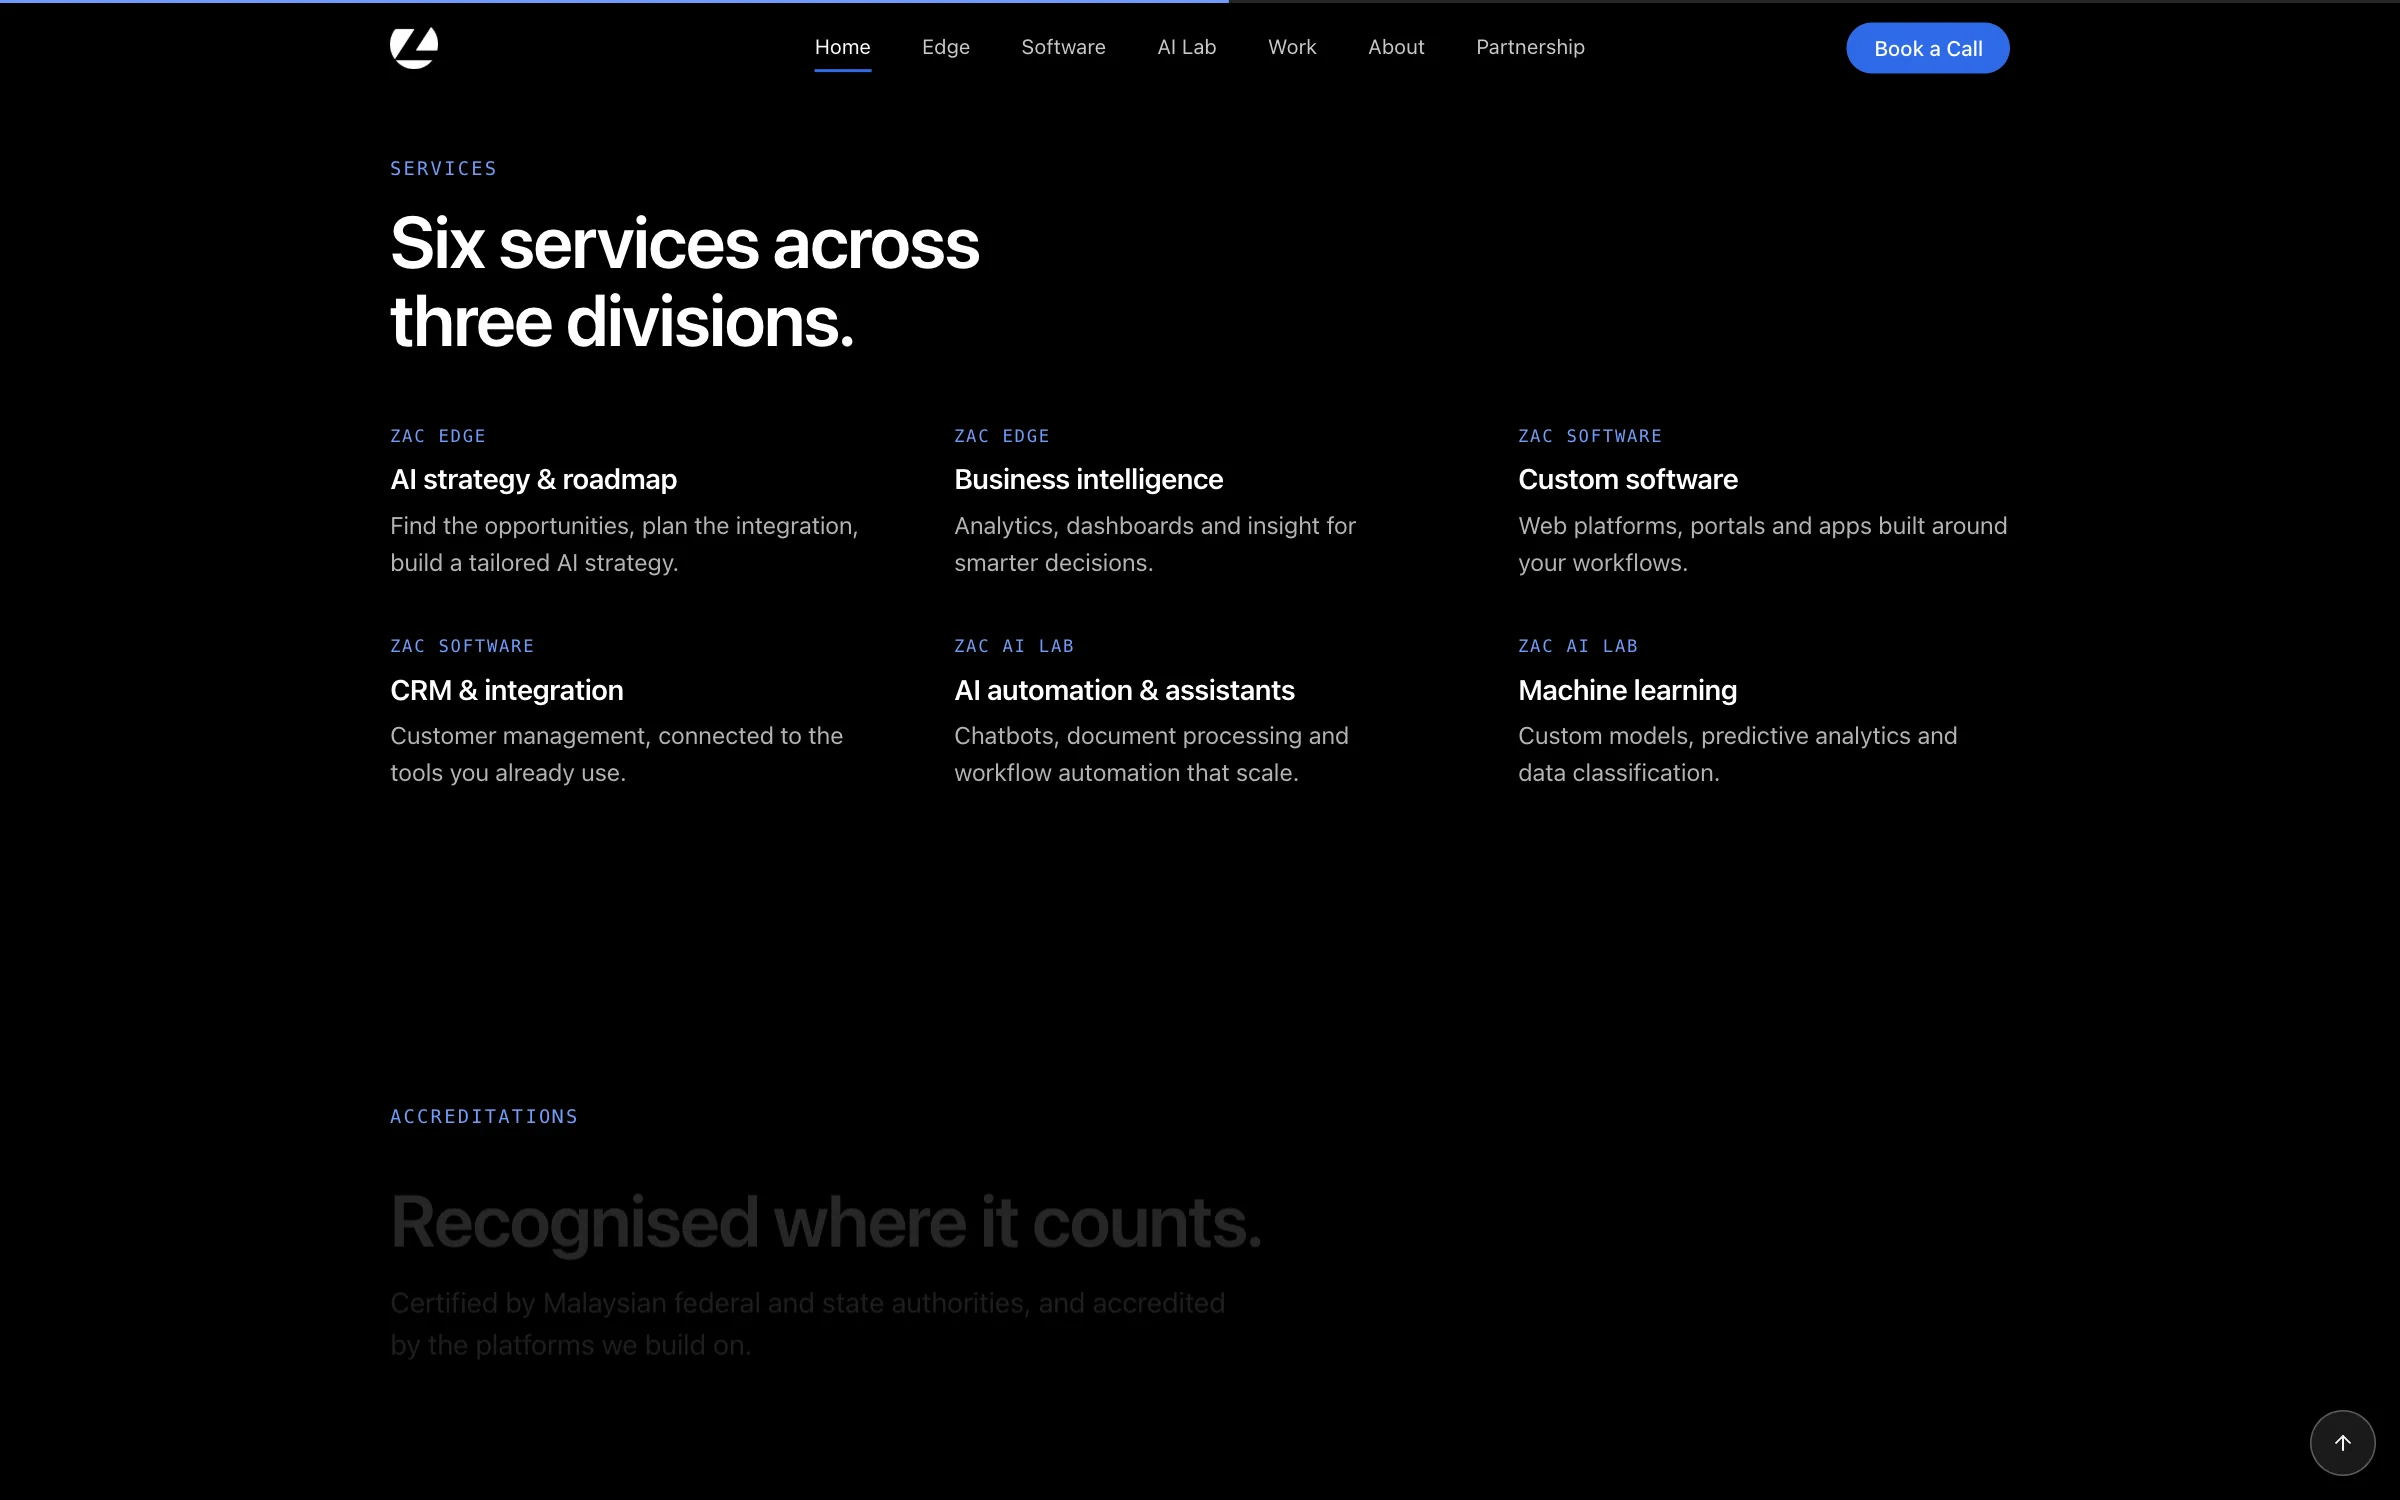 Home
Edge
Software
AI Lab
Work
About
Partnership
Book a Call
SERVICES
Six services across
three divisions.
ZAC EDGE
AI strategy & roadmap
Find the opportunities, plan the integration,
build a tailored AI strategy.
ZAC EDGE
Business intelligence
Analytics, dashboards and insight for
smarter decisions.
ZAC SOFTWARE
Custom software
Web platforms, portals and apps built around
your workflows.
ZAC SOFTWARE
CRM & integration
Customer management, connected to the
tools you already use.
ZAC AI LAB
AI automation & assistants
Chatbots, document processing and
workflow automation that scale.
ZAC AI LAB
Machine learning
Custom models, predictive analytics and
data classification.
ACCREDITATIONS
Recognised where it counts.
Certified by Malaysian federal and state authorities, and accredited
by the platforms we build on.